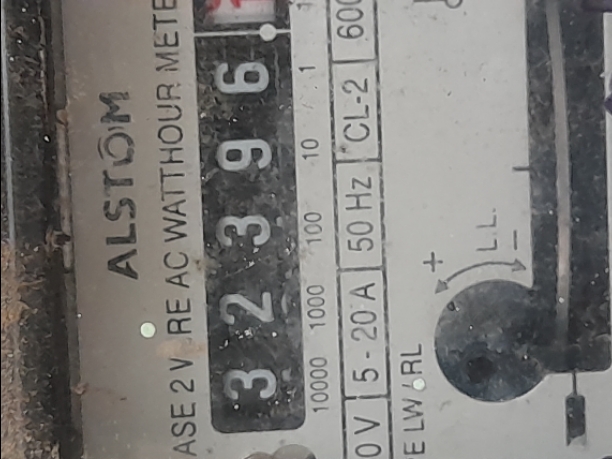 ALSTOM
ASE 2 V RE AC WATTHOUR METE
3 2 3 9 6
10000 1000 100 10 1
0 V 5 - 20 A 50 Hz CL-2 600
E LW / RL
+
L.L.
−